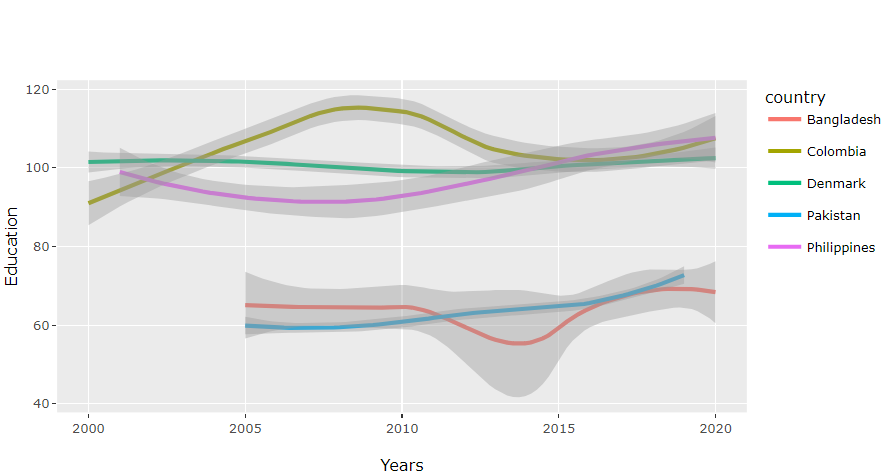 120
100
80
60
40
Education
2000 2005 2010 2015 2020
Years
country
Bangladesh
Colombia
Denmark
Pakistan
Philippines